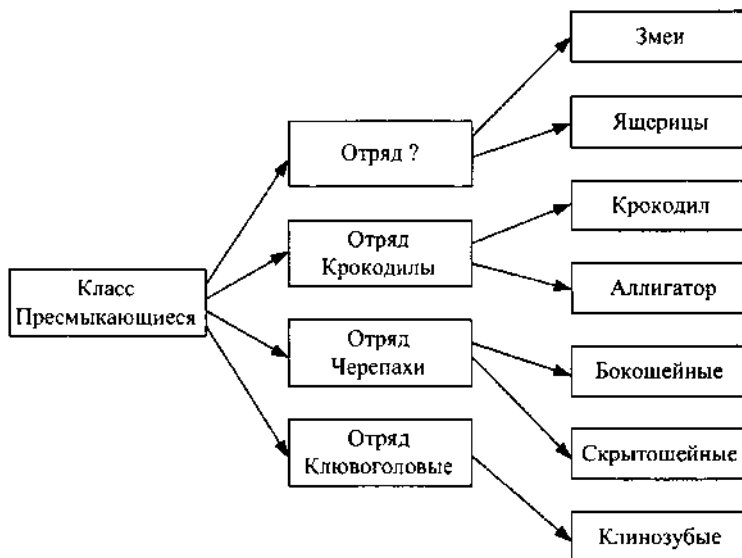 Класс
Пресмыкающиеся
Отряд ?
Отряд
Крокодилы
Отряд
Черепахи
Отряд
Клювоголовые
Змеи
Ящерицы
Крокодил
Аллигатор
Бокошейные
Скрытошейные
Клинозубые